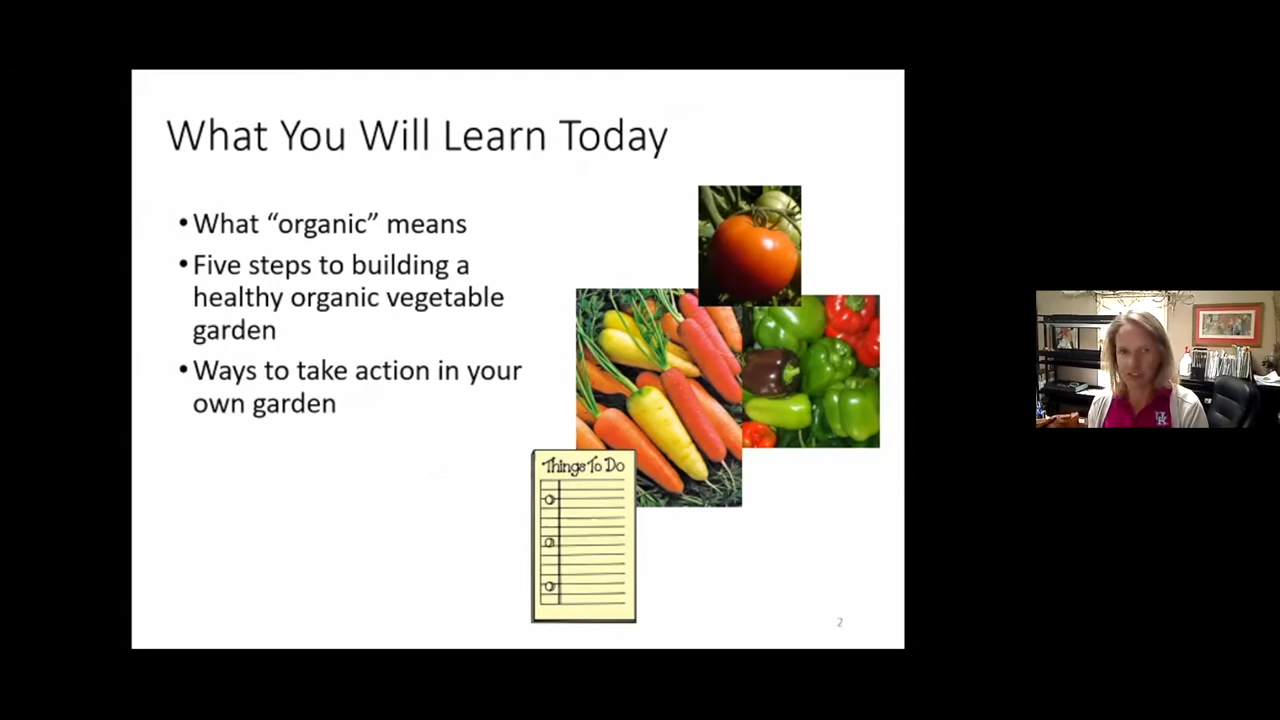 What You Will Learn Today
•What “organic” means
•Five steps to building a
healthy organic vegetable
garden
•Ways to take action in your
own garden
Things To Do
2
UK